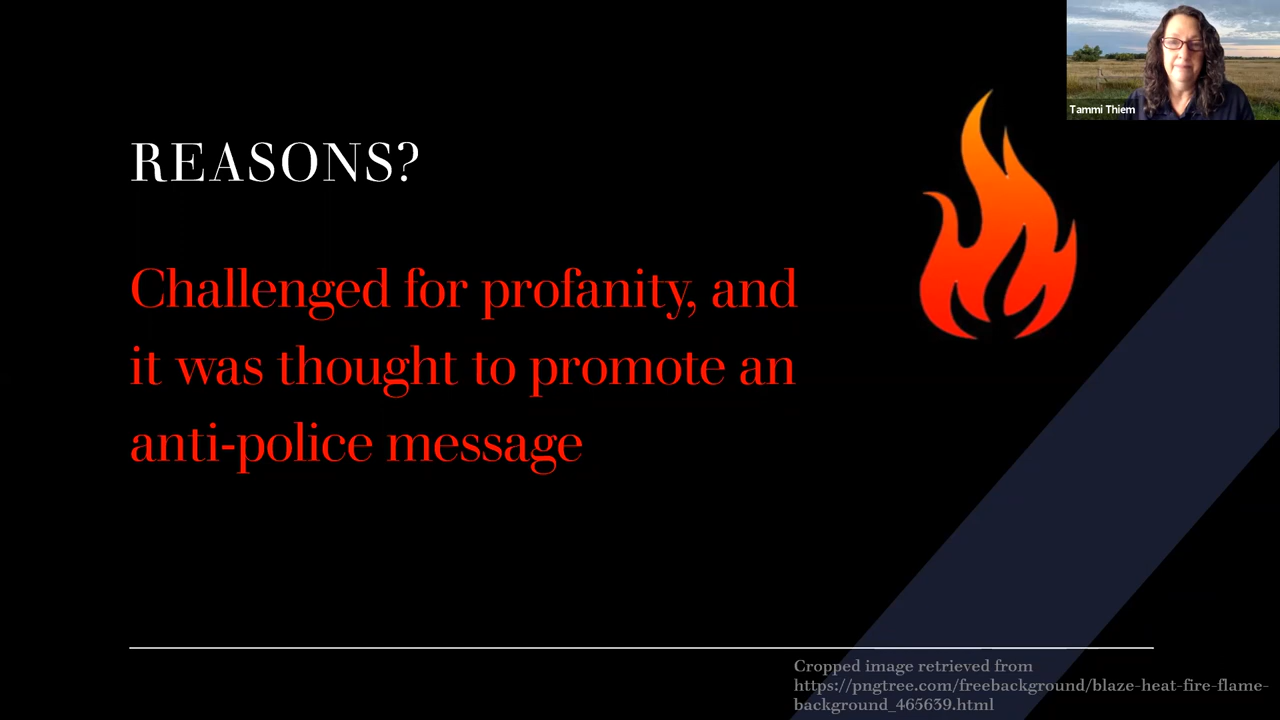 Tammi Thiem
REASONS?
Challenged for profanity, and
it was thought to promote an
anti-police message
Cropped image retrieved from
https://pngtree.com/freebackground/blaze-heat-fire-flame-
background_465639.html